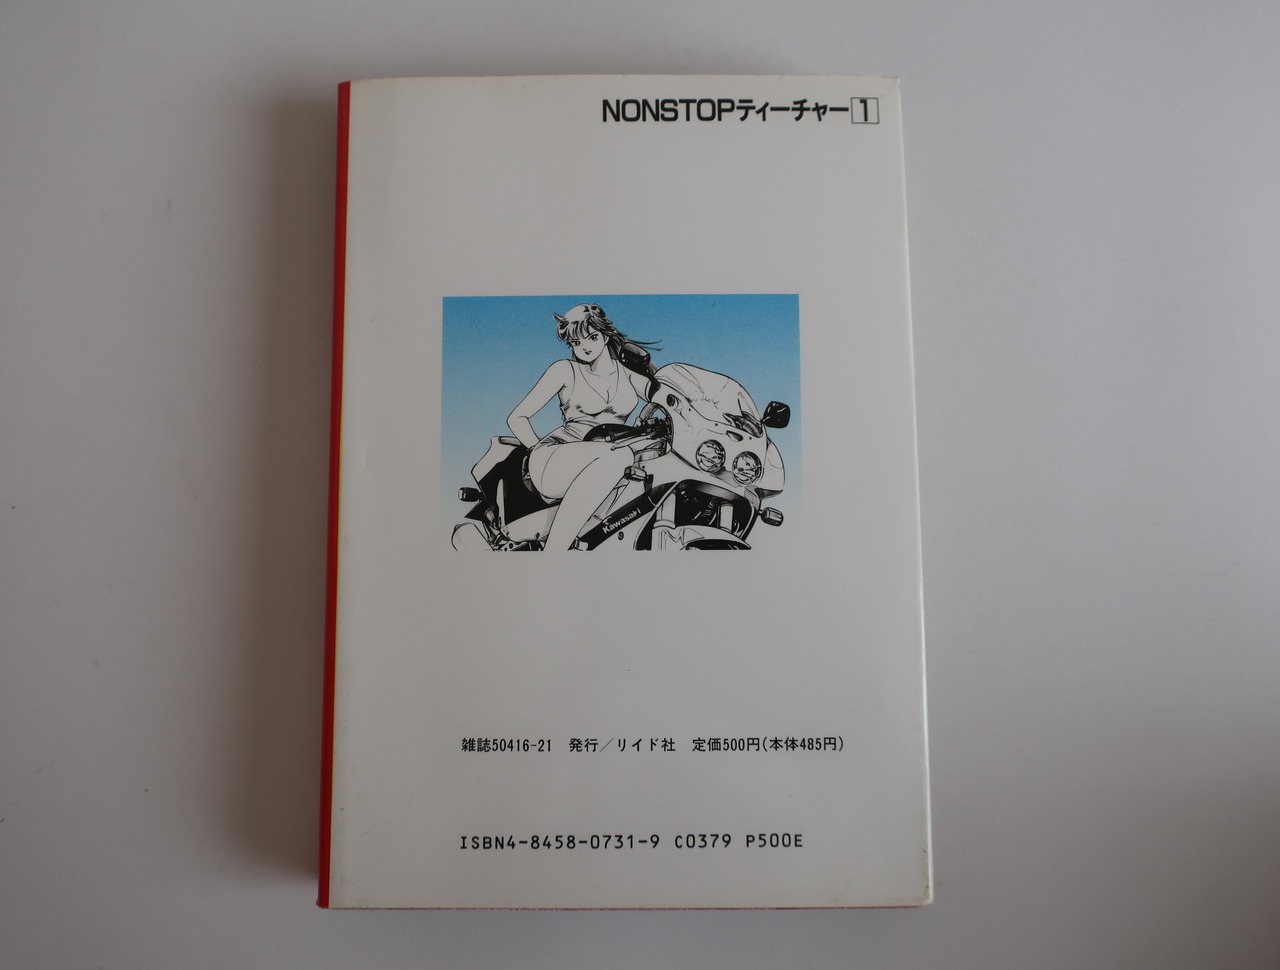 NONSTOPティーチャー1
Kawasaki
雑誌50416-21 発行/リイド社 定価500円(本体485円)
ISBN4-8458-0731-9 C0379 P500E